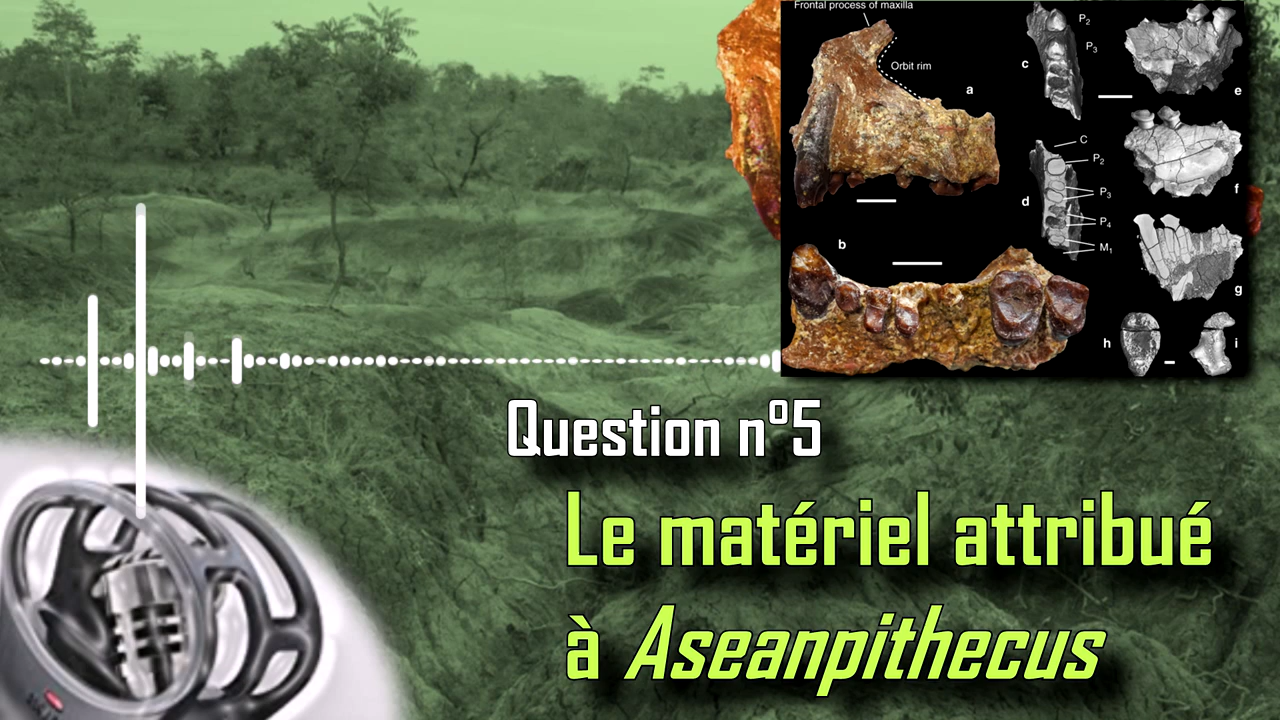 Frontal process of maxilla
Orbit rim
a
b
c
P2
P3
d
C
P2
P3
P4
M1
e
f
g
h
i
Question n°5
Le matériel attribué
à Aseanpithecus